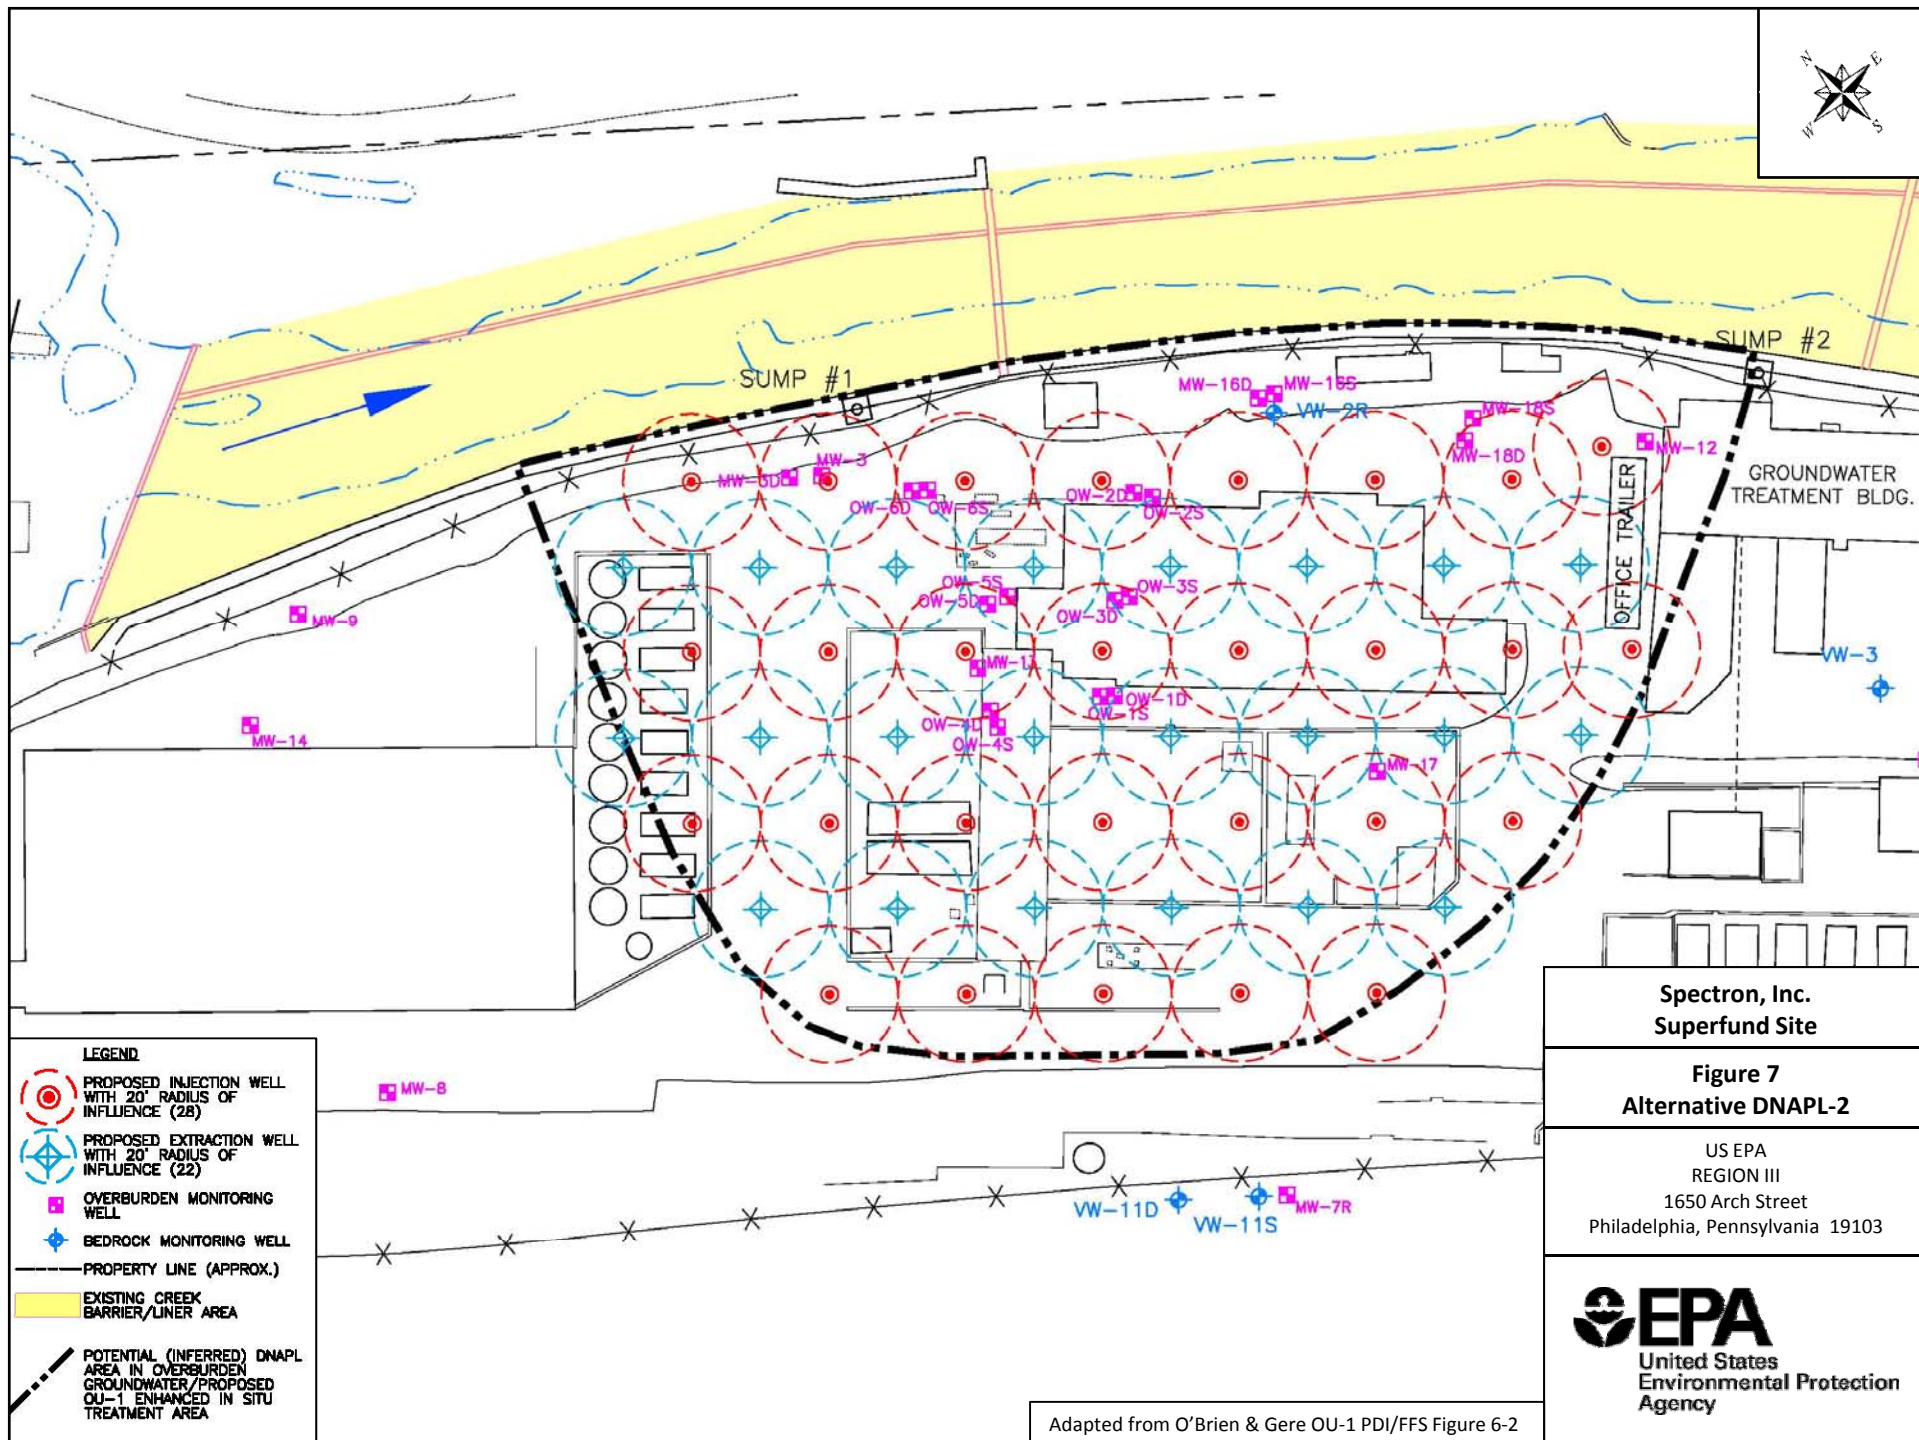 N
E
W
S
SUMP #2
SUMP #1
MW-16D
MW-16S
VW-2R
MW-18S
MW-18D
MW-12
GROUNDWATER
TREATMENT BLDG.
OFFICE TRAILER
MW-3
MW-3D
OW-6D
OW-6S
OW-2D
OW-2S
OW-5S
OW-5D
OW-3S
OW-3D
MW-9
VW-3
OW-1D
OW-1S
OW-4D
OW-4S
MW-14
MW-17
MW-8
VW-11D
VW-11S
MW-7R
LEGEND
PROPOSED INJECTION WELL
WITH 20' RADIUS OF
INFLUENCE (28)
PROPOSED EXTRACTION WELL
WITH 20' RADIUS OF
INFLUENCE (22)
OVERBURDEN MONITORING
WELL
BEDROCK MONITORING WELL
PROPERTY LINE (APPROX.)
EXISTING CREEK
BARRIER/LINER AREA
POTENTIAL (INFERRED) DNAPL
AREA IN OVERBURDEN
GROUNDWATER/PROPOSED
OU-1 ENHANCED IN SITU
TREATMENT AREA
Spectron, Inc.
Superfund Site
Figure 7
Alternative DNAPL-2
US EPA
REGION III
1650 Arch Street
Philadelphia, Pennsylvania 19103
EPA
United States
Environmental Protection
Agency
Adapted from O'Brien & Gere OU-1 PDI/FFS Figure 6-2